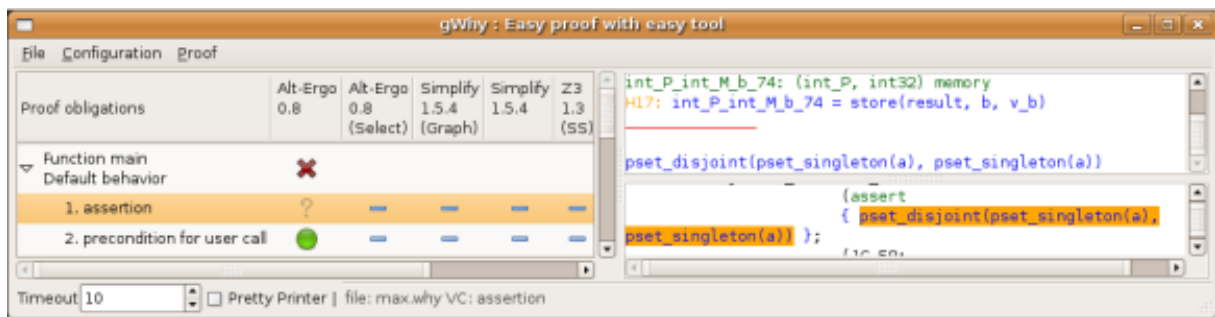 gWhy : Easy proof with easy tool
File Configuration Proof
Proof obligations
Alt-Ergo
0.8
Alt-Ergo
0.8
(Select)
Simplify
1.5.4
(Graph)
Simplify
1.5.4
Z3
1.3
(SS)
Function main
Default behavior
1. assertion
?
2. precondition for user call
int_P_int_M_b_74: (int_P, int32) memory
H17: int_P_int_M_b_74 = store(result, b, v_b)
pset_disjoint(pset_singleton(a), pset_singleton(a))
(assert
{ pset_disjoint(pset_singleton(a),
pset_singleton(a)) };
Timeout 10 Pretty Printer | file: max.why VC: assertion